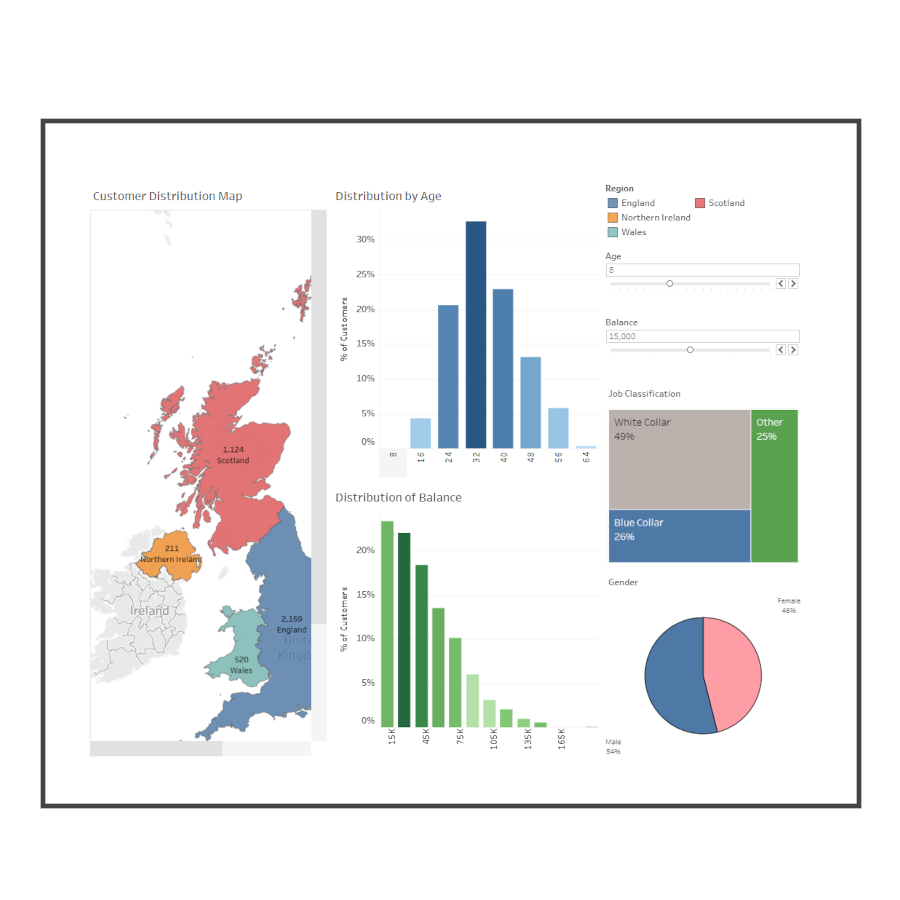 Customer Distribution Map
1,124
Scotland
211
Northern Ireland
Ireland
2,159
England
United
Kingd
520
Wales
Distribution by Age
% of Customers
30%
25%
20%
15%
10%
5%
0%
8
16
24
32
40
48
56
64
Distribution of Balance
% of Customers
20%
15%
10%
5%
0%
15K
45K
75K
105K
135K
165K
Region
England
Scotland
Northern Ireland
Wales
Age
8
Balance
15,000
Job Classification
White Collar
49%
Other
25%
Blue Collar
26%
Gender
Female
46%
Male
54%